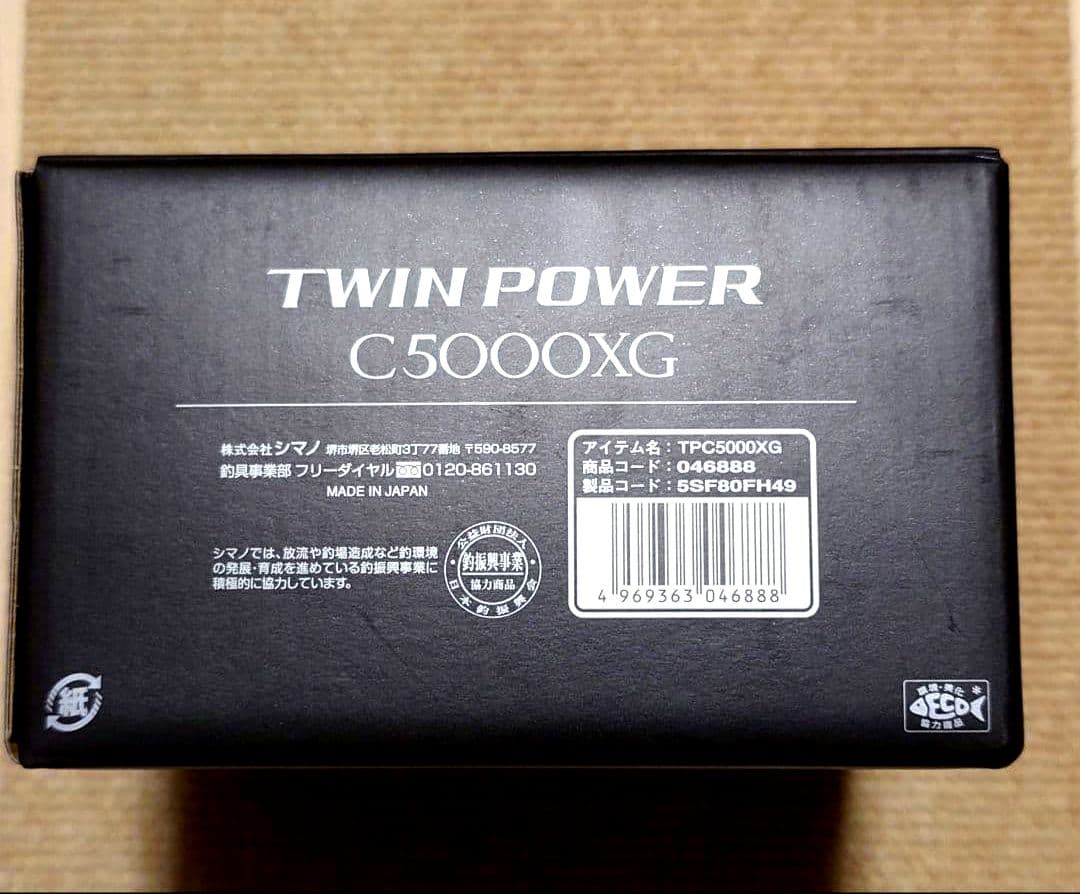 TWIN POWER
C5000XG
株式会社シマノ 堺市堺区老松町3丁77番地 〒590-8577
釣具事業部 フリーダイヤル 0120-861130
MADE IN JAPAN
アイテム名：TPC5000XG
商品コード：046888
製品コード：5SF80FH49
4 969363 046888
シマノでは、放流や釣場造成など釣環境
の発展・育成を進めている釣振興事業に
積極的に協力しています。
公益財団法人
釣振興事業
協力商品
日本釣振興会
紙
環境・美化
ECO
協力商品